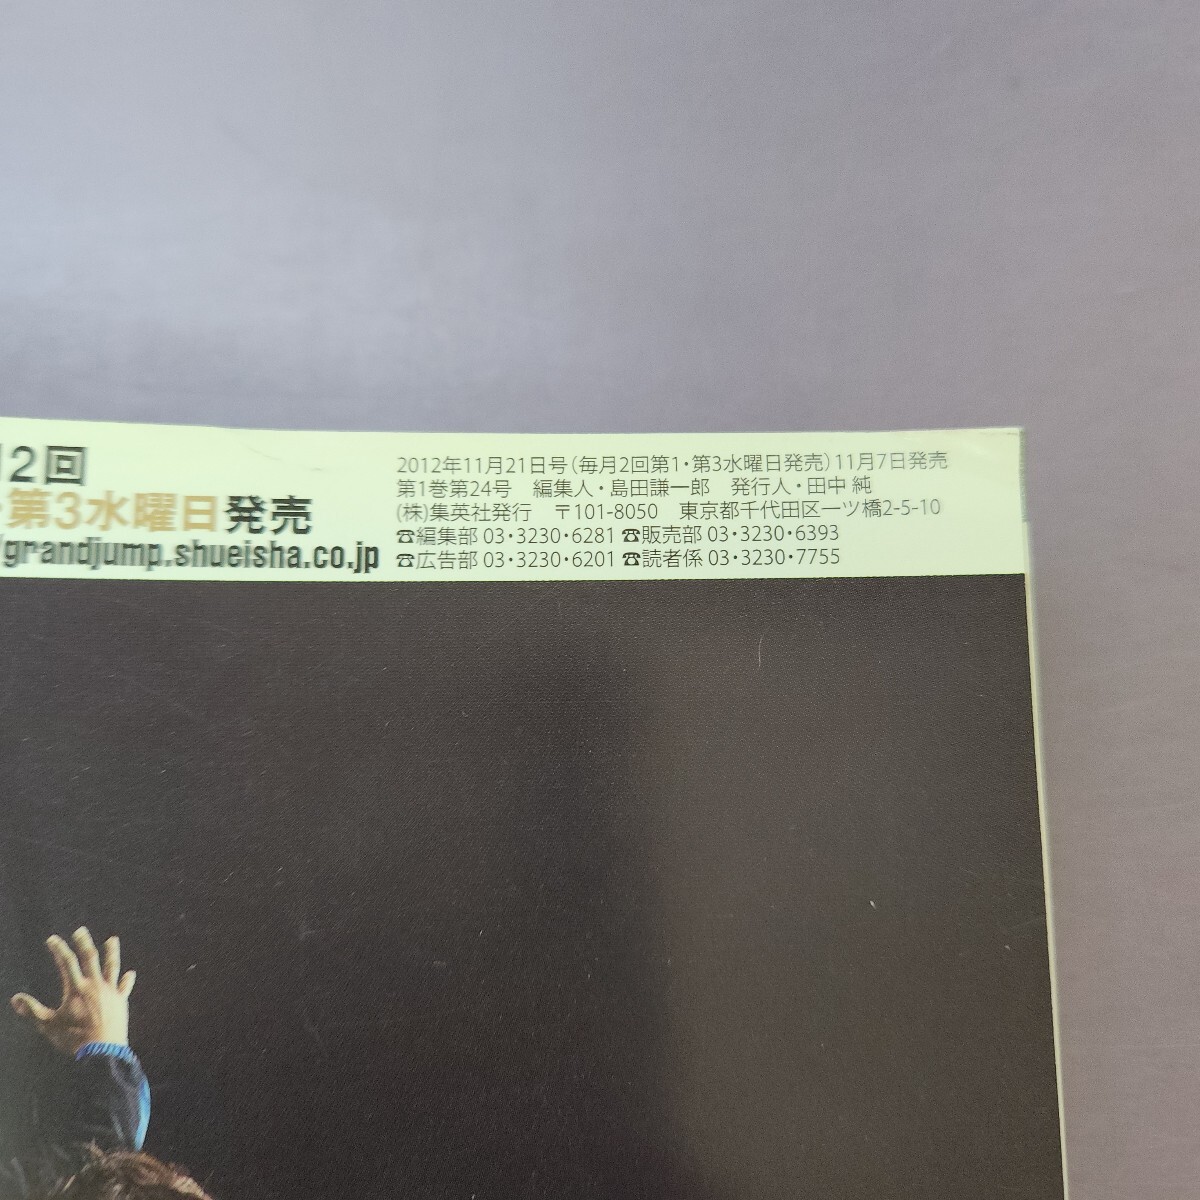 2回
第3水曜日発売
/grandjump.shueisha.co.jp
2012年11月21日号(毎月2回第1・第3水曜日発売)11月7日発売
第1巻第24号　編集人・島田謙一郎　発行人・田中 純
(株)集英社発行　〒101-8050　東京都千代田区一ツ橋2-5-10
☎編集部 03・3230・6281 ☎販売部 03・3230・6393
☎広告部 03・3230・6201 ☎読者係 03・3230・7755